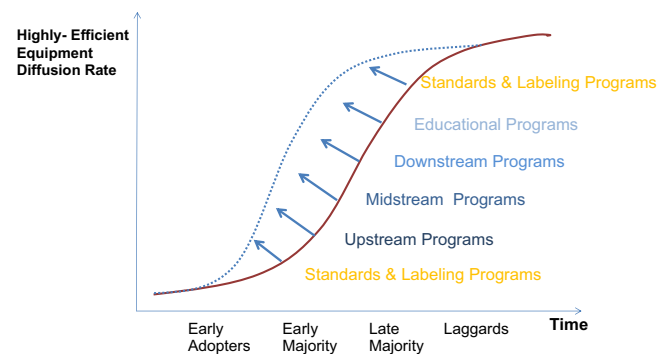 Highly- Efficient
Equipment
Diffusion Rate
Standards & Labeling Programs
Educational Programs
Downstream Programs
Midstream  Programs
Upstream Programs
Standards & Labeling Programs
Time
Early
Adopters
Early
Majority
Late
Majority
Laggards